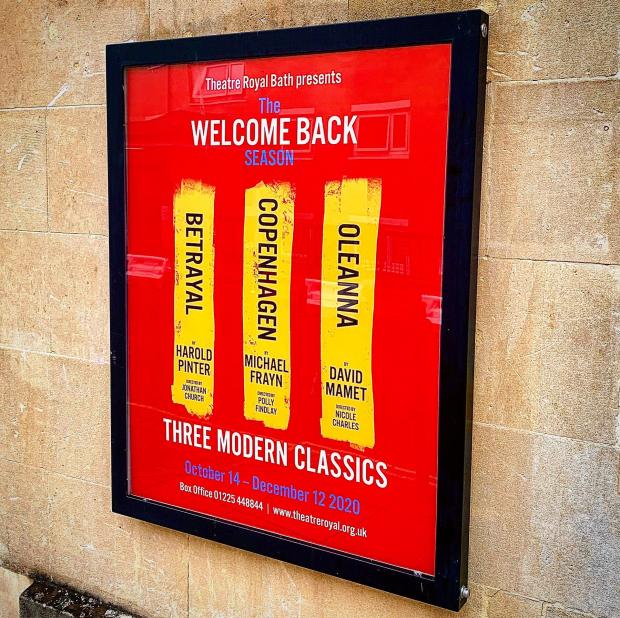 Theatre Royal Bath presents
The
WELCOME BACK
SEASON
BETRAYAL
BY
HAROLD
PINTER
DIRECTED BY
JONATHAN
CHURCH
COPENHAGEN
BY
MICHAEL
FRAYN
DIRECTED BY
POLLY
FINDLAY
OLEANNA
BY
DAVID
MAMET
DIRECTED BY
NICOLE
CHARLES
THREE MODERN CLASSICS
October 14 – December 12 2020
Box Office 01225 448844 | www.theatreroyal.org.uk